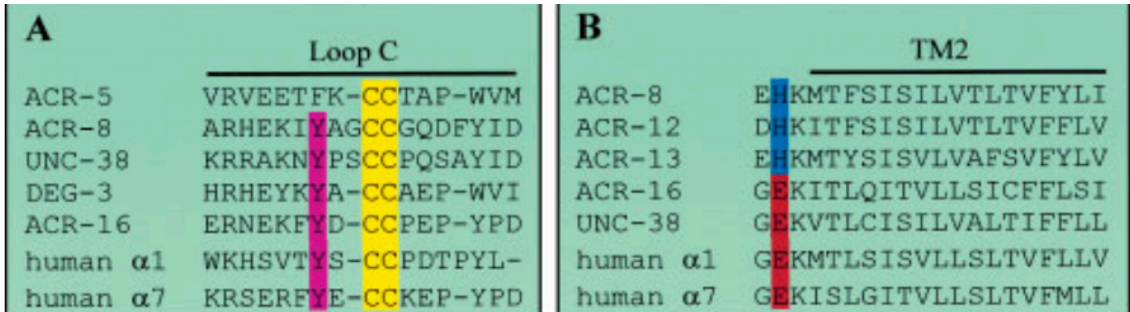 A
Loop C
ACR-5 VRVEETFK-CCTAP-WVM
ACR-8 ARHEKIYAGCCGQDFYID
UNC-38 KRRAKNYPSCCPQSAYID
DEG-3 HRHEYKYA-CCAEP-WVI
ACR-16 ERNEKFYD-CCPEP-YPD
human α1 WKHSVTYS-CCPDTPYL-
human α7 KRSERFYE-CCKEP-YPD
B
TM2
ACR-8 EHKMTFSISILVTLTVFYLI
ACR-12 DHKITFSISILVTLTVFFLV
ACR-13 EHKMTYSISVLVAFSVFYLV
ACR-16 GEKITLQITVLLSICFFLSI
UNC-38 GEKVTLCISILVALTIFFLL
human α1 GEKMTLSISVLLSLTVFLLV
human α7 GEKISLGITVLLSLTVFMLL